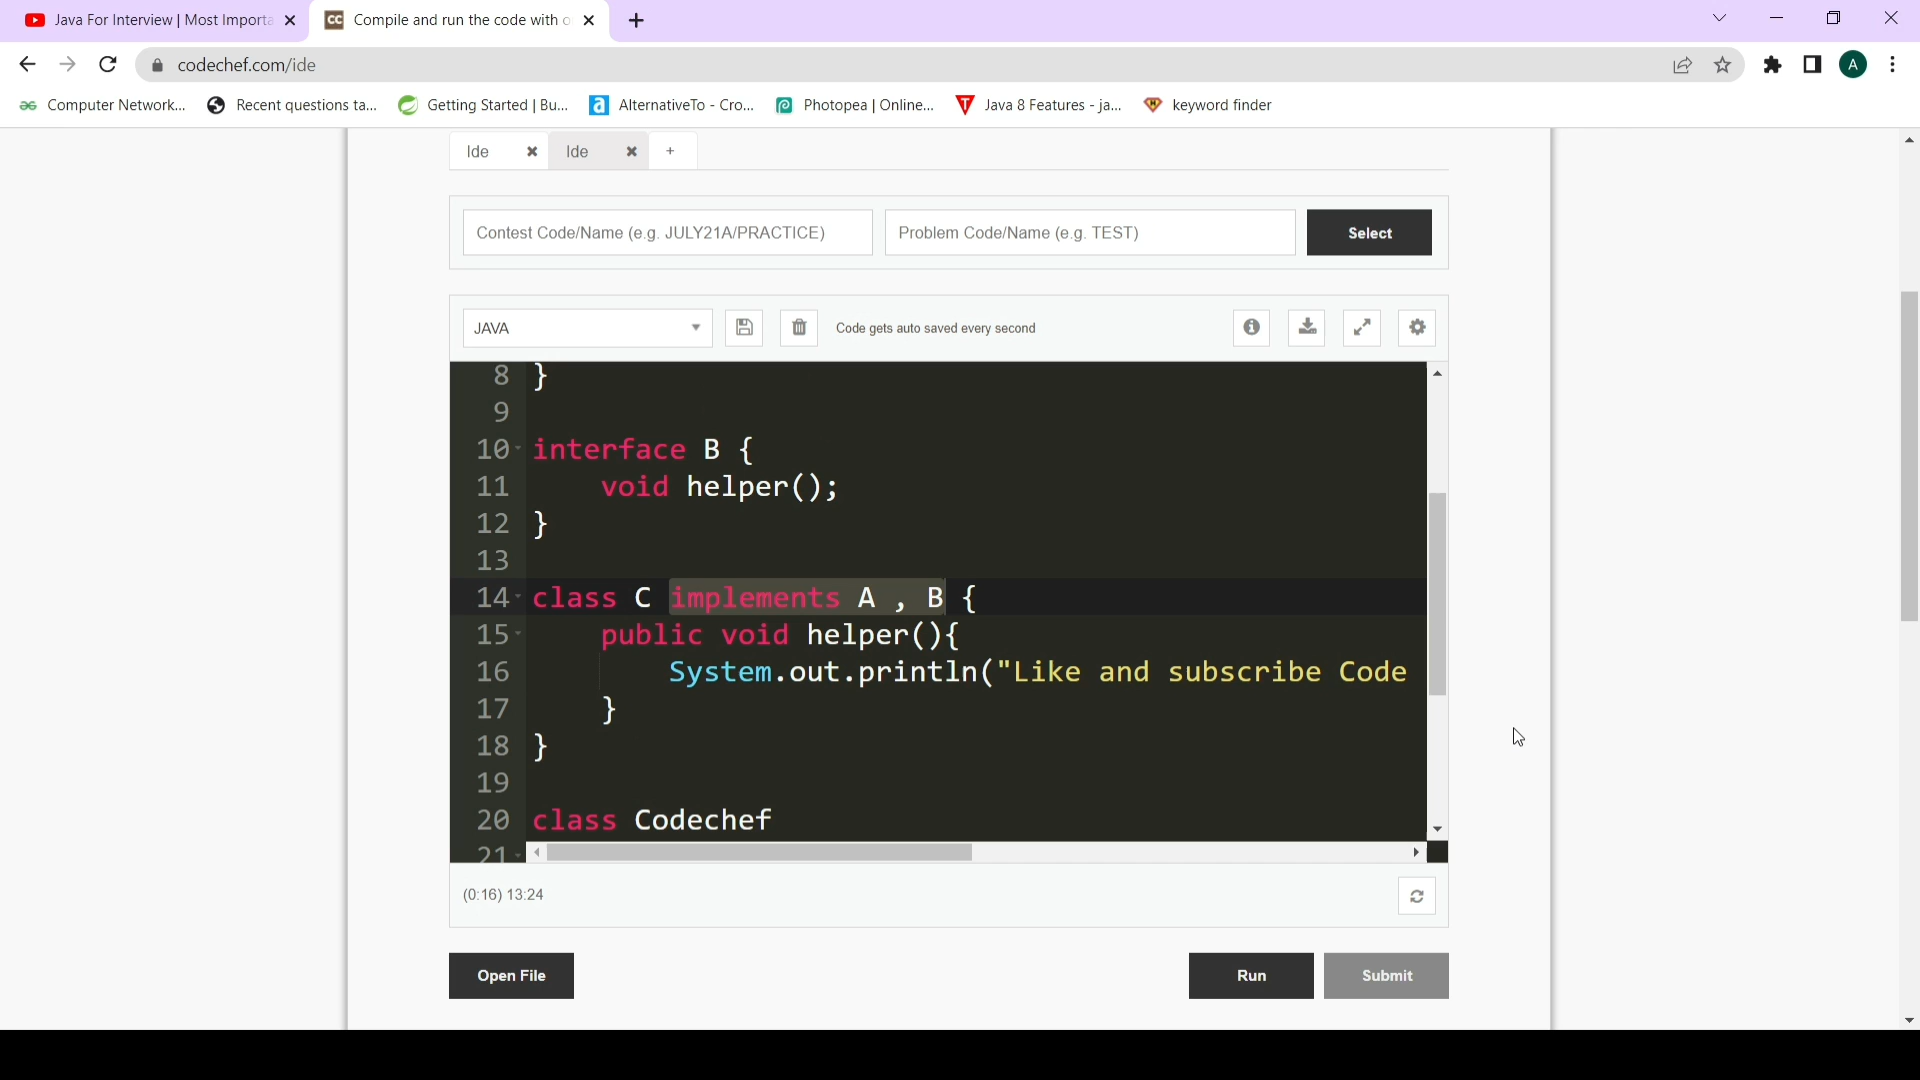 Java For Interview | Most Importa
Compile and run the code with o
codechef.com/ide
A
Computer Network...
Recent questions ta...
Getting Started | Bu...
AlternativeTo - Cro...
Photopea | Online...
Java 8 Features - ja...
keyword finder
Ide
Ide
+
Contest Code/Name (e.g. JULY21A/PRACTICE)
Problem Code/Name (e.g. TEST)
Select
JAVA
Code gets auto saved every second
8 }
9
10 interface B {
11 void helper();
12 }
13
14 class C implements A , B {
15 public void helper(){
16 System.out.println("Like and subscribe Code
17 }
18 }
19
20 class Codechef
21
(0:16) 13:24
Open File
Run
Submit